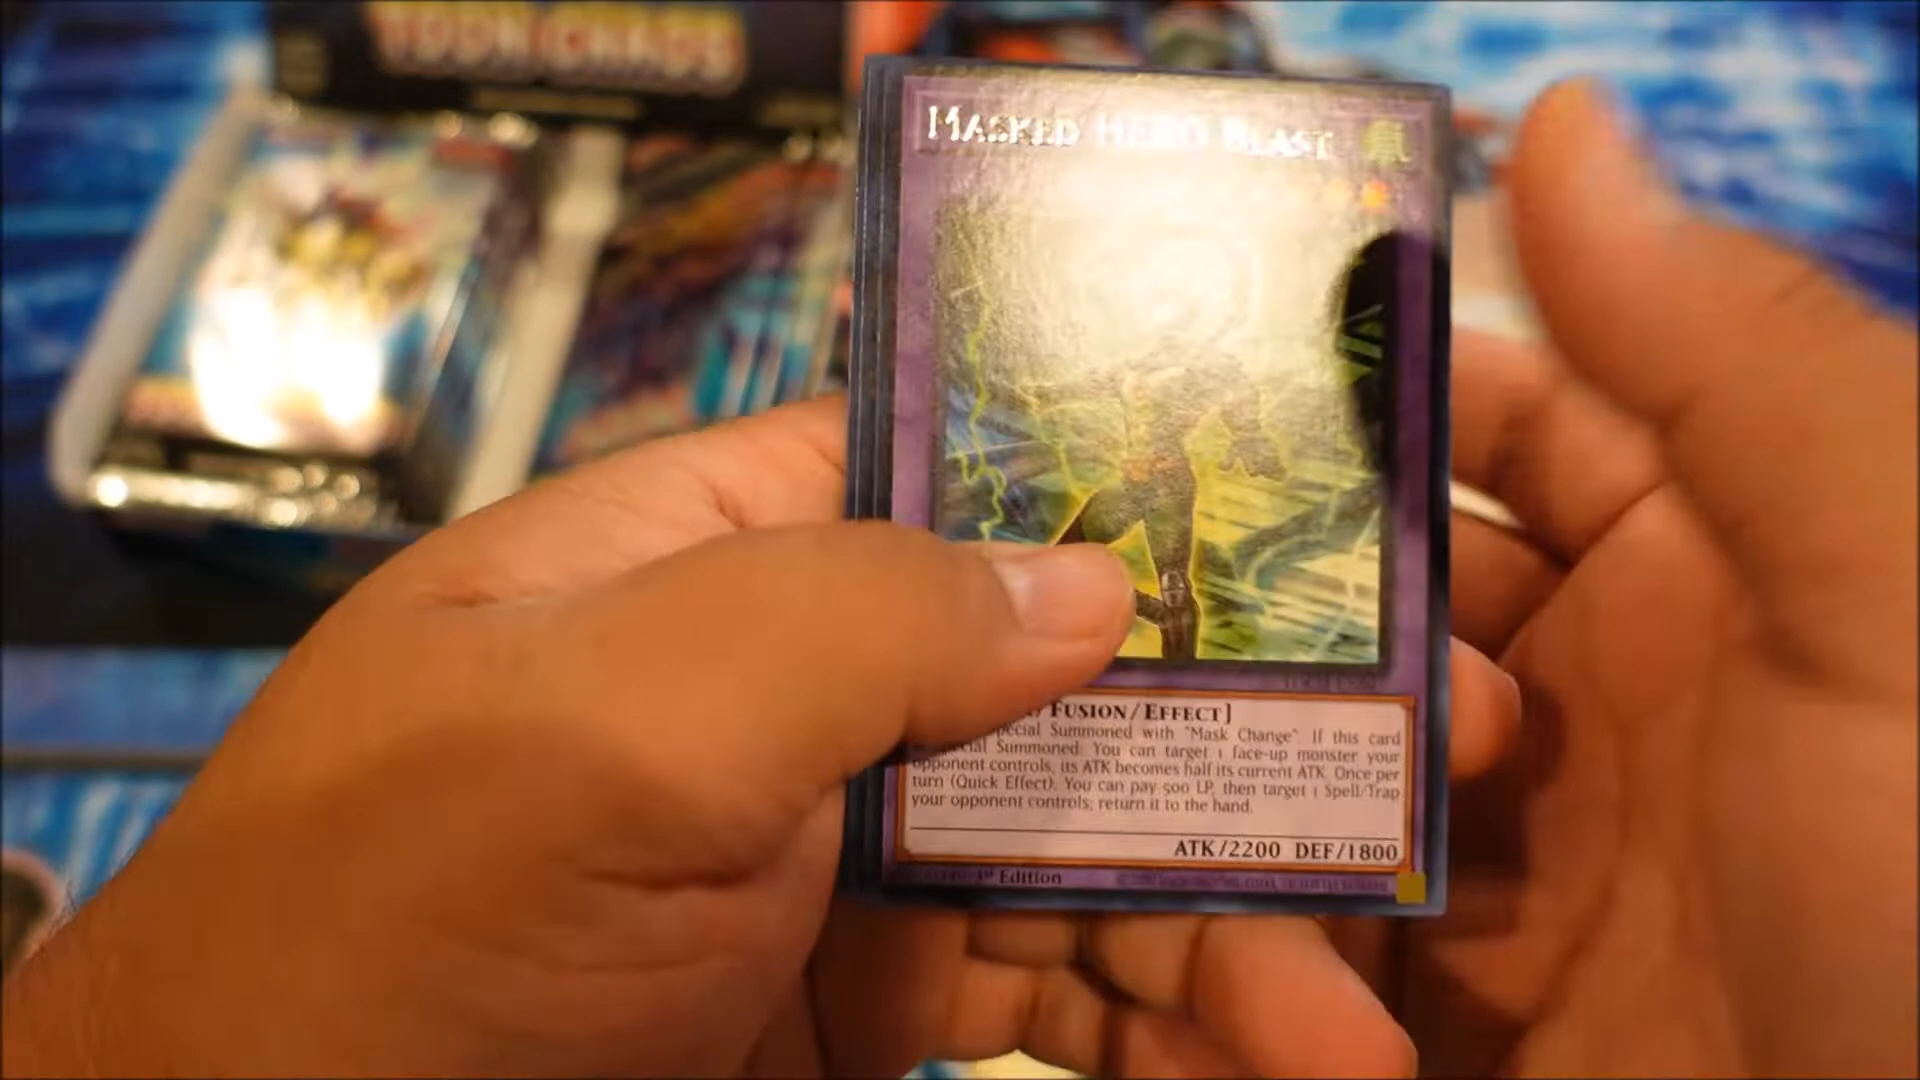 TOON CHAOS
MASKED HERO BLAST
/FUSION/EFFECT]
Special Summoned with "Mask Change". If this card
Special Summoned: You can target 1 face-up monster your
opponent controls; its ATK becomes half its current ATK. Once per
turn (Quick Effect): You can pay 500 LP, then target 1 Spell/Trap
your opponent controls; return it to the hand.
ATK/2200 DEF/1800
1st Edition